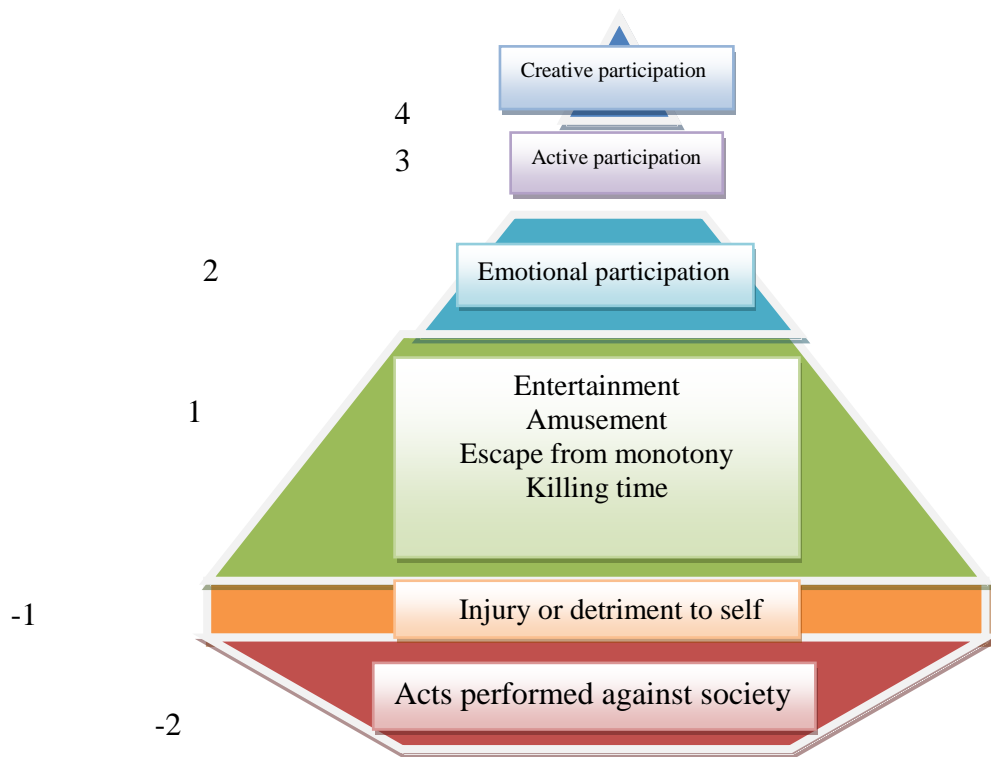 Creative participation
4
3
Active participation
2
Emotional participation
1
Entertainment
Amusement
Escape from monotony
Killing time
-1
Injury or detriment to self
Acts performed against society
-2